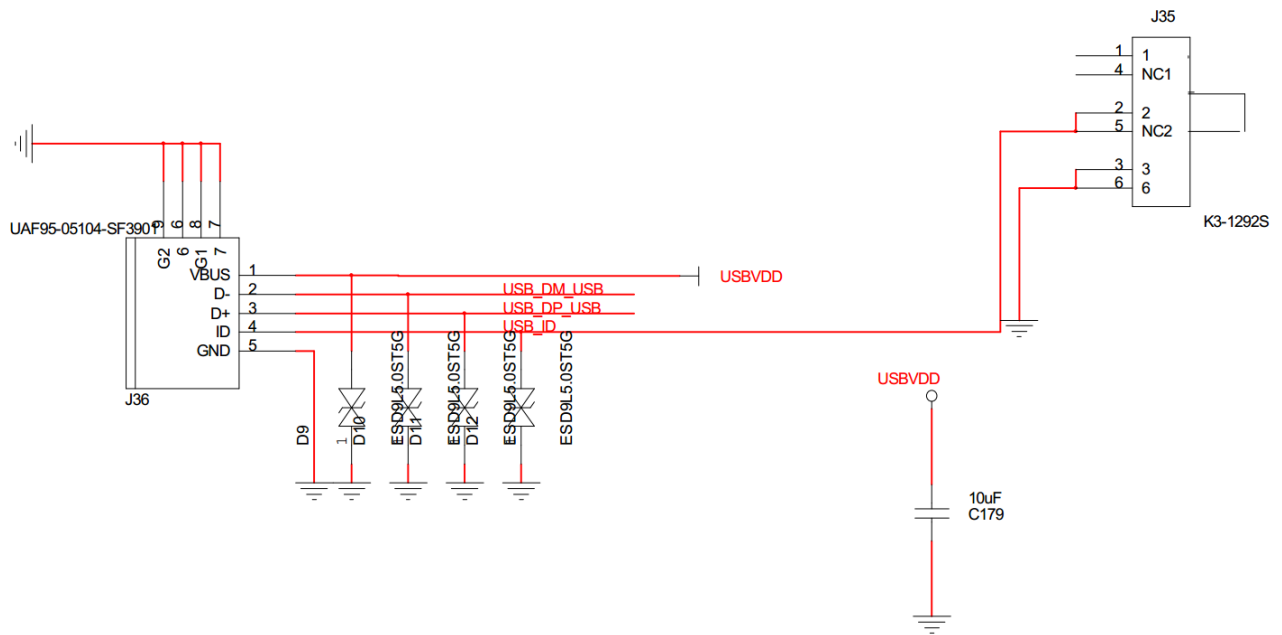 J35
1 1
4 NC1
2 2
5 NC2
3 3
6 6
K3-1292S
9 6 8 7
UAF95-05104-SF3901
G2 6 G1 7
VBUS 1
D- 2
D+ 3
ID 4
GND 5
J36
USBVDD
USB_DM_USB
USB_DP_USB
USB_ID
D9
1
D10
ESD9L5.0ST5G
D11
ESD9L5.0ST5G
D12
ESD9L5.0ST5G
ESD9L5.0ST5G
USBVDD
10uF
C179